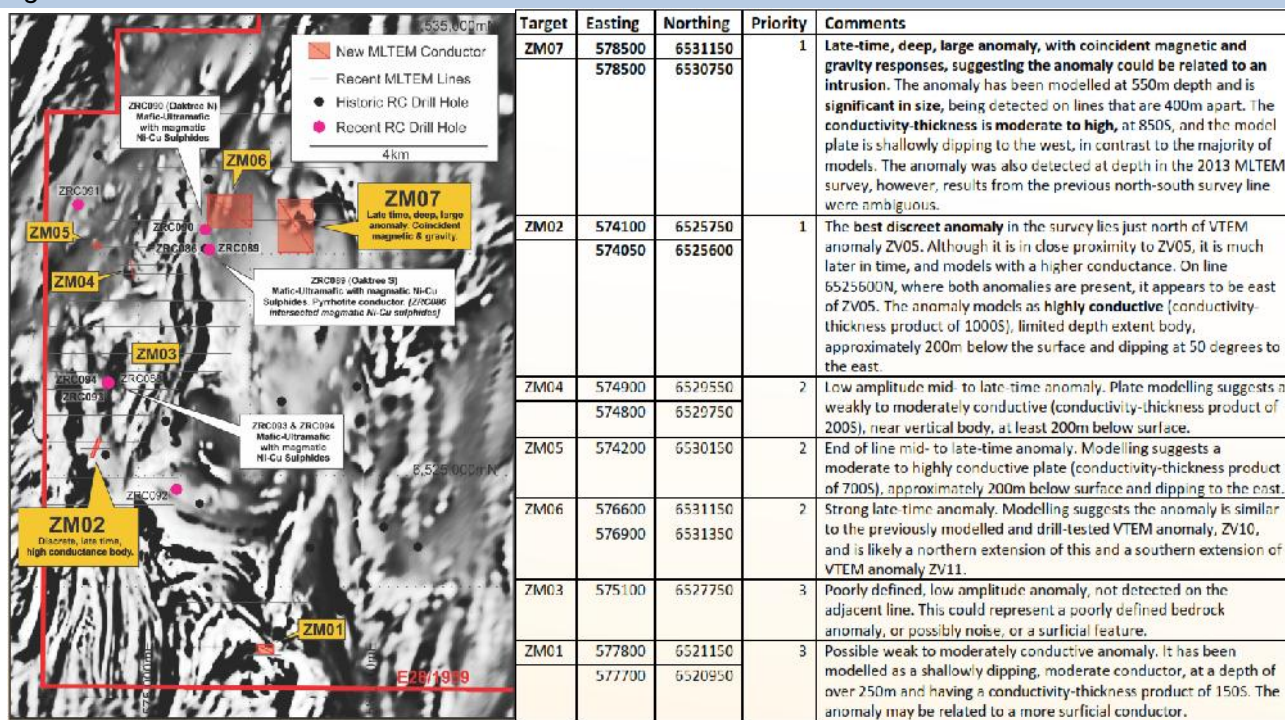 535,000mN
New MLTEM Conductor
Recent MLTEM Lines
Historic RC Drill Hole
Recent RC Drill Hole
4km
ZRC090 (Oaktree N)
Mafic-Ultramafic
with magmatic
Ni-Cu Sulphides
ZM06
ZRC091
ZM07
Late time, deep, large
anomaly. Coincident
magnetic & gravity.
ZM05
ZRC090
ZRC086
ZRC089
ZM04
ZRC089 (Oaktree S)
Mafic-Ultramafic with magmatic Ni-Cu
Sulphides. Pyrrhotite conductor. (ZRC086
intersected magmatic Ni-Cu sulphides)
ZM03
ZRC094
ZRC093
ZRC093 & ZRC094
Mafic-Ultramafic
with magmatic
Ni-Cu Sulphides
6,525,000mN
ZRC092
ZM02
Discrete, late time,
high conductance body.
ZM01
E28/1999
Target Easting Northing Priority Comments
ZM07 578500 6531150 1 Late-time, deep, large anomaly, with coincident magnetic and
578500 6530750 gravity responses, suggesting the anomaly could be related to an
intrusion. The anomaly has been modelled at 550m depth and is
significant in size, being detected on lines that are 400m apart. The
conductivity-thickness is moderate to high, at 850S, and the model
plate is shallowly dipping to the west, in contrast to the majority of
models. The anomaly was also detected at depth in the 2013 MLTEM
survey, however, results from the previous north-south survey line
were ambiguous.
ZM02 574100 6525750 1 The best discreet anomaly in the survey lies just north of VTEM
574050 6525600 anomaly ZV05. Although it is in close proximity to ZV05, it is much
later in time, and models with a higher conductance. On line
6525600N, where both anomalies are present, it appears to be east
of ZV05. The anomaly models as highly conductive (conductivity-
thickness product of 1000S), limited depth extent body,
approximately 200m below the surface and dipping at 50 degrees to
the east.
ZM04 574900 6529550 2 Low amplitude mid- to late-time anomaly. Plate modelling suggests a
574800 6529750 weakly to moderately conductive (conductivity-thickness product of
200S), near vertical body, at least 200m below surface.
ZM05 574200 6530150 2 End of line mid- to late-time anomaly. Modelling suggests a
moderate to highly conductive plate (conductivity-thickness product
of 700S), approximately 200m below surface and dipping to the east.
ZM06 576600 6531150 2 Strong late-time anomaly. Modelling suggests the anomaly is similar
576900 6531350 to the previously modelled and drill-tested VTEM anomaly, ZV10,
and is likely a northern extension of this and a southern extension of
VTEM anomaly ZV11.
ZM03 575100 6527750 3 Poorly defined, low amplitude anomaly, not detected on the
adjacent line. This could represent a poorly defined bedrock
anomaly, or possibly noise, or a surficial feature.
ZM01 577800 6521150 3 Possible weak to moderately conductive anomaly. It has been
577700 6520950 modelled as a shallowly dipping, moderate conductor, at a depth of
over 250m and having a conductivity-thickness product of 150S. The
anomaly may be related to a more surficial conductor.